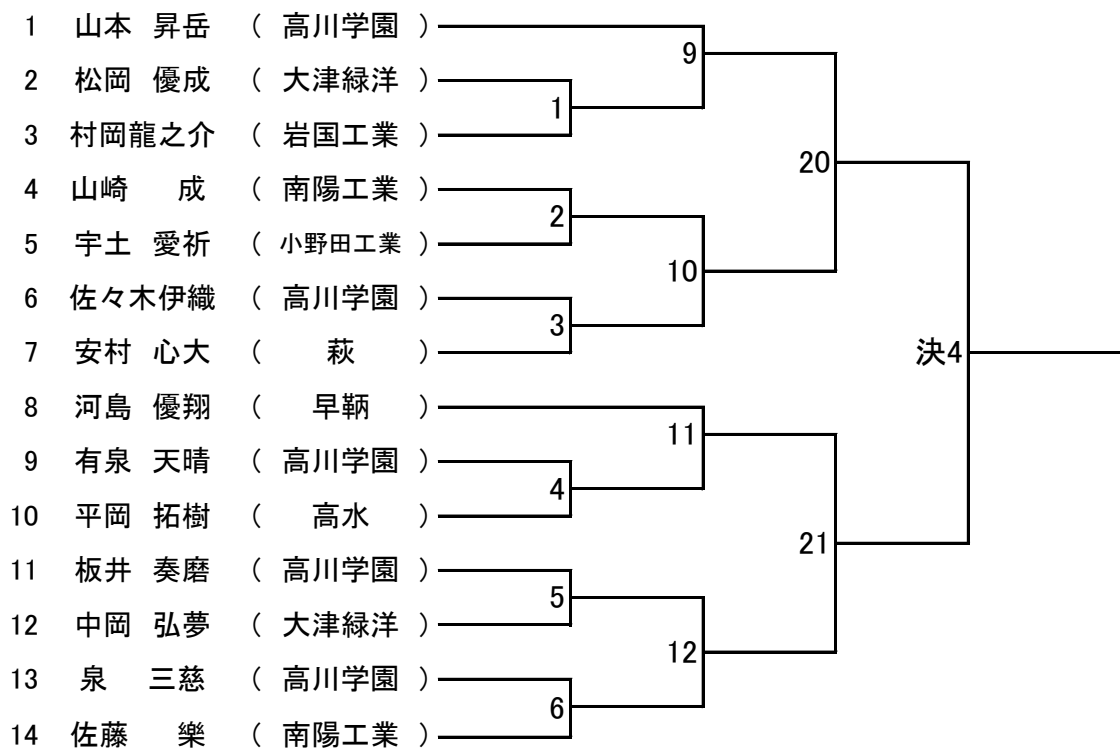 1 山本 昇岳 ( 高川学園 )
9
2 松岡 優成 ( 大津緑洋 )
1
3 村岡龍之介 ( 岩国工業 )
20
4 山崎 成 ( 南陽工業 )
2
5 宇土 愛祈 ( 小野田工業 )
10
6 佐々木伊織 ( 高川学園 )
3
7 安村 心大 ( 萩 )
決4
8 河島 優翔 ( 早鞆 )
11
9 有泉 天晴 ( 高川学園 )
4
10 平岡 拓樹 ( 高水 )
21
11 板井 奏磨 ( 高川学園 )
5
12 中岡 弘夢 ( 大津緑洋 )
12
13 泉 三慈 ( 高川学園 )
6
14 佐藤 樂 ( 南陽工業 )